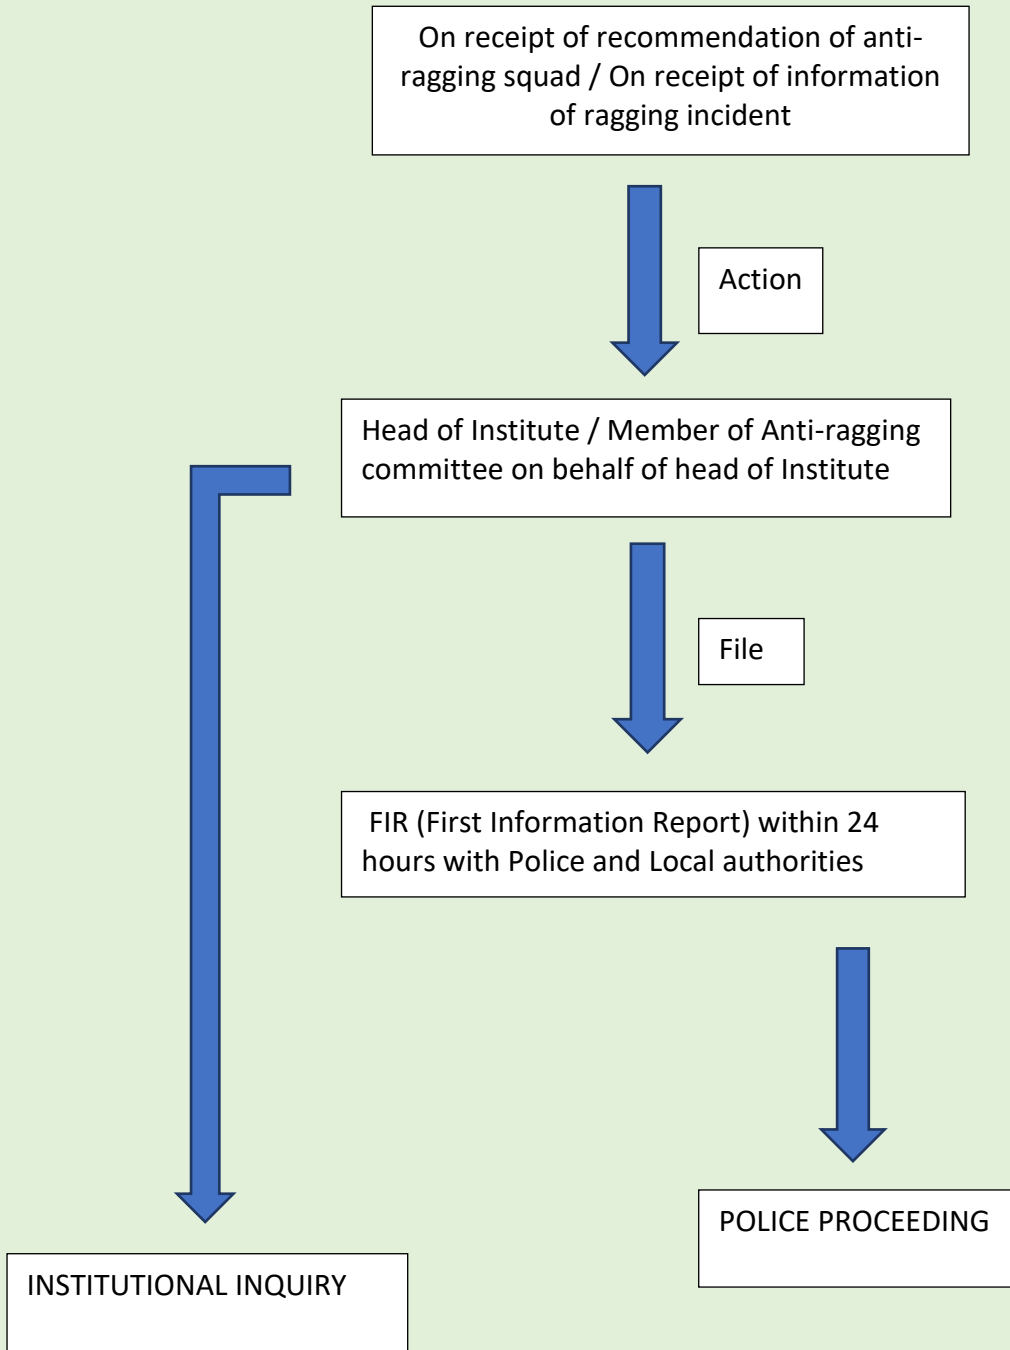 On receipt of recommendation of anti-
ragging squad / On receipt of information
of ragging incident
Action
Head of Institute / Member of Anti-ragging
committee on behalf of head of Institute
File
FIR (First Information Report) within 24
hours with Police and Local authorities
POLICE PROCEEDING
INSTITUTIONAL INQUIRY